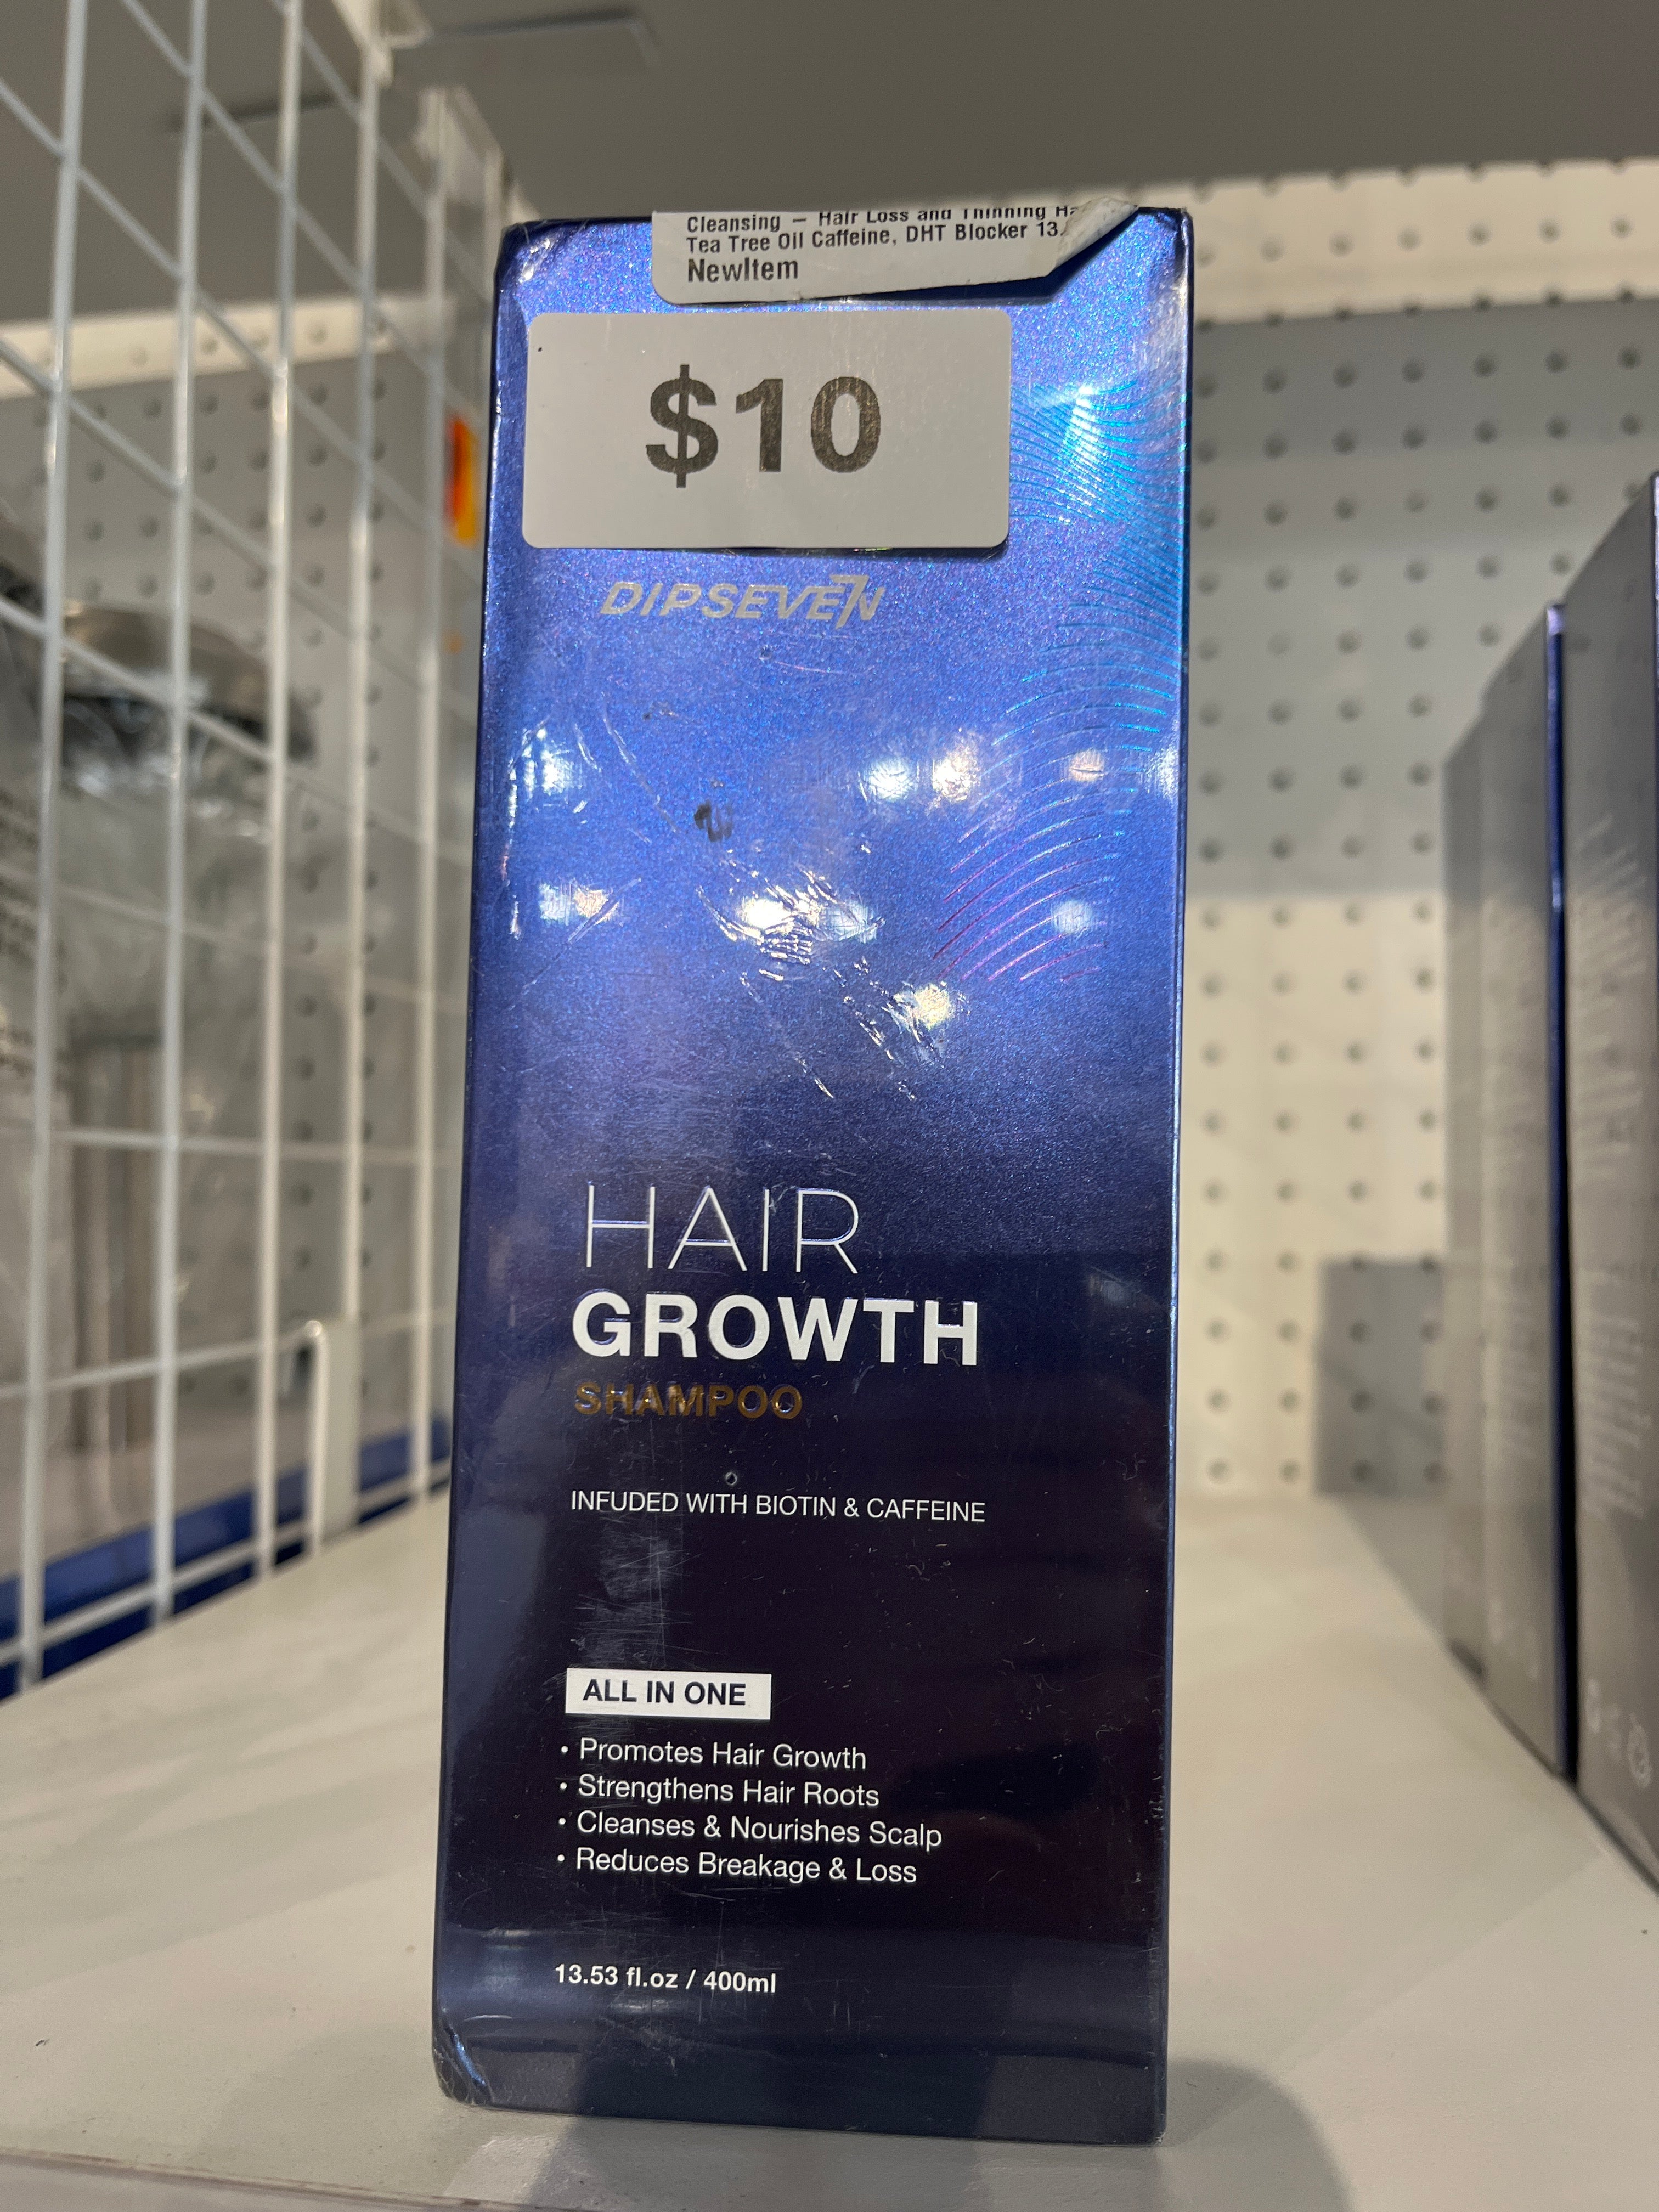 Cleansing — Hair Loss and Thinning
Tea Tree Oil Caffeine, DHT Blocker 13.
NewItem
$10
DIPSEVEN
HAIR
GROWTH
SHAMPOO
INFUDED WITH BIOTIN & CAFFEINE
ALL IN ONE
• Promotes Hair Growth
• Strengthens Hair Roots
• Cleanses & Nourishes Scalp
• Reduces Breakage & Loss
13.53 fl.oz / 400ml